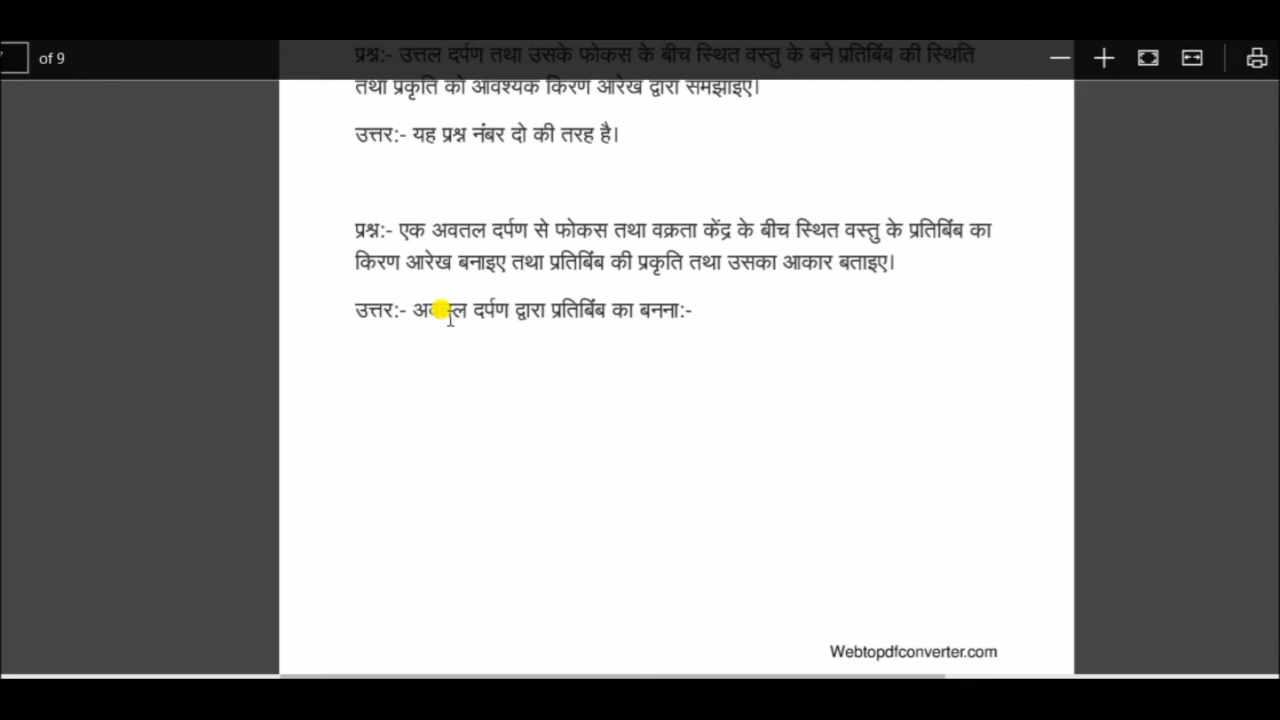 of 9
प्रश्न:- उत्तल दर्पण तथा उसके फोकस के बीच स्थित वस्तु के बने प्रतिबिंब की स्थिति
तथा प्रकृति को आवश्यक किरण आरेख द्वारा समझाइए।
उत्तर:- यह प्रश्न नंबर दो की तरह है।
प्रश्न:- एक अवतल दर्पण से फोकस तथा वक्रता केंद्र के बीच स्थित वस्तु के प्रतिबिंब का
किरण आरेख बनाइए तथा प्रतिबिंब की प्रकृति तथा उसका आकार बताइए।
उत्तर:- अवतल दर्पण द्वारा प्रतिबिंब का बनना:-
Webtopdfconverter.com